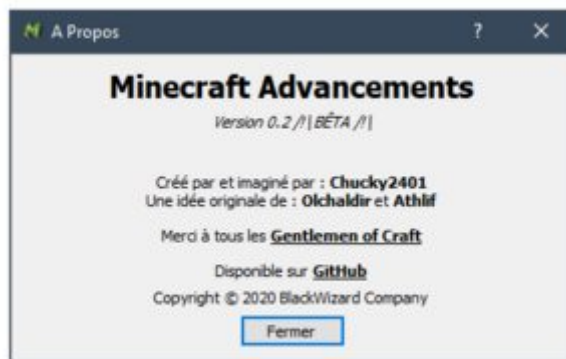 A Propos
Minecraft Advancements
Version 0.2 /!\ BÊTA /!\
Créé par et imaginé par : Chucky2401
Une idée originale de : Olchaldir et Athlif
Merci à tous les Gentlemen of Craft
Disponible sur GitHub
Copyright © 2020 BlackWizard Company
Fermer